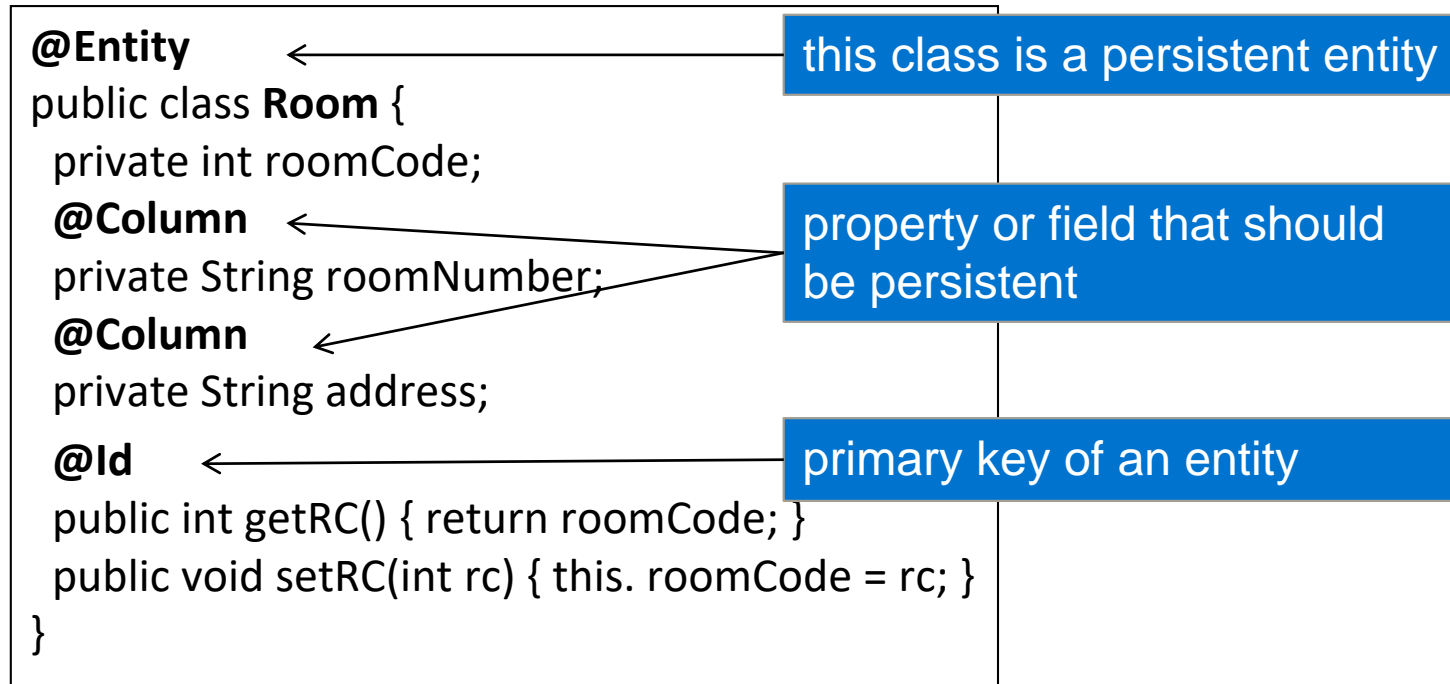 @Entity
this class is a persistent entity
public class Room {
private int roomCode;
@Column
property or field that should
be persistent
private String roomNumber;
@Column
private String address;
@Id
primary key of an entity
public int getRC() { return roomCode; }
public void setRC(int rc) { this. roomCode = rc; }
}